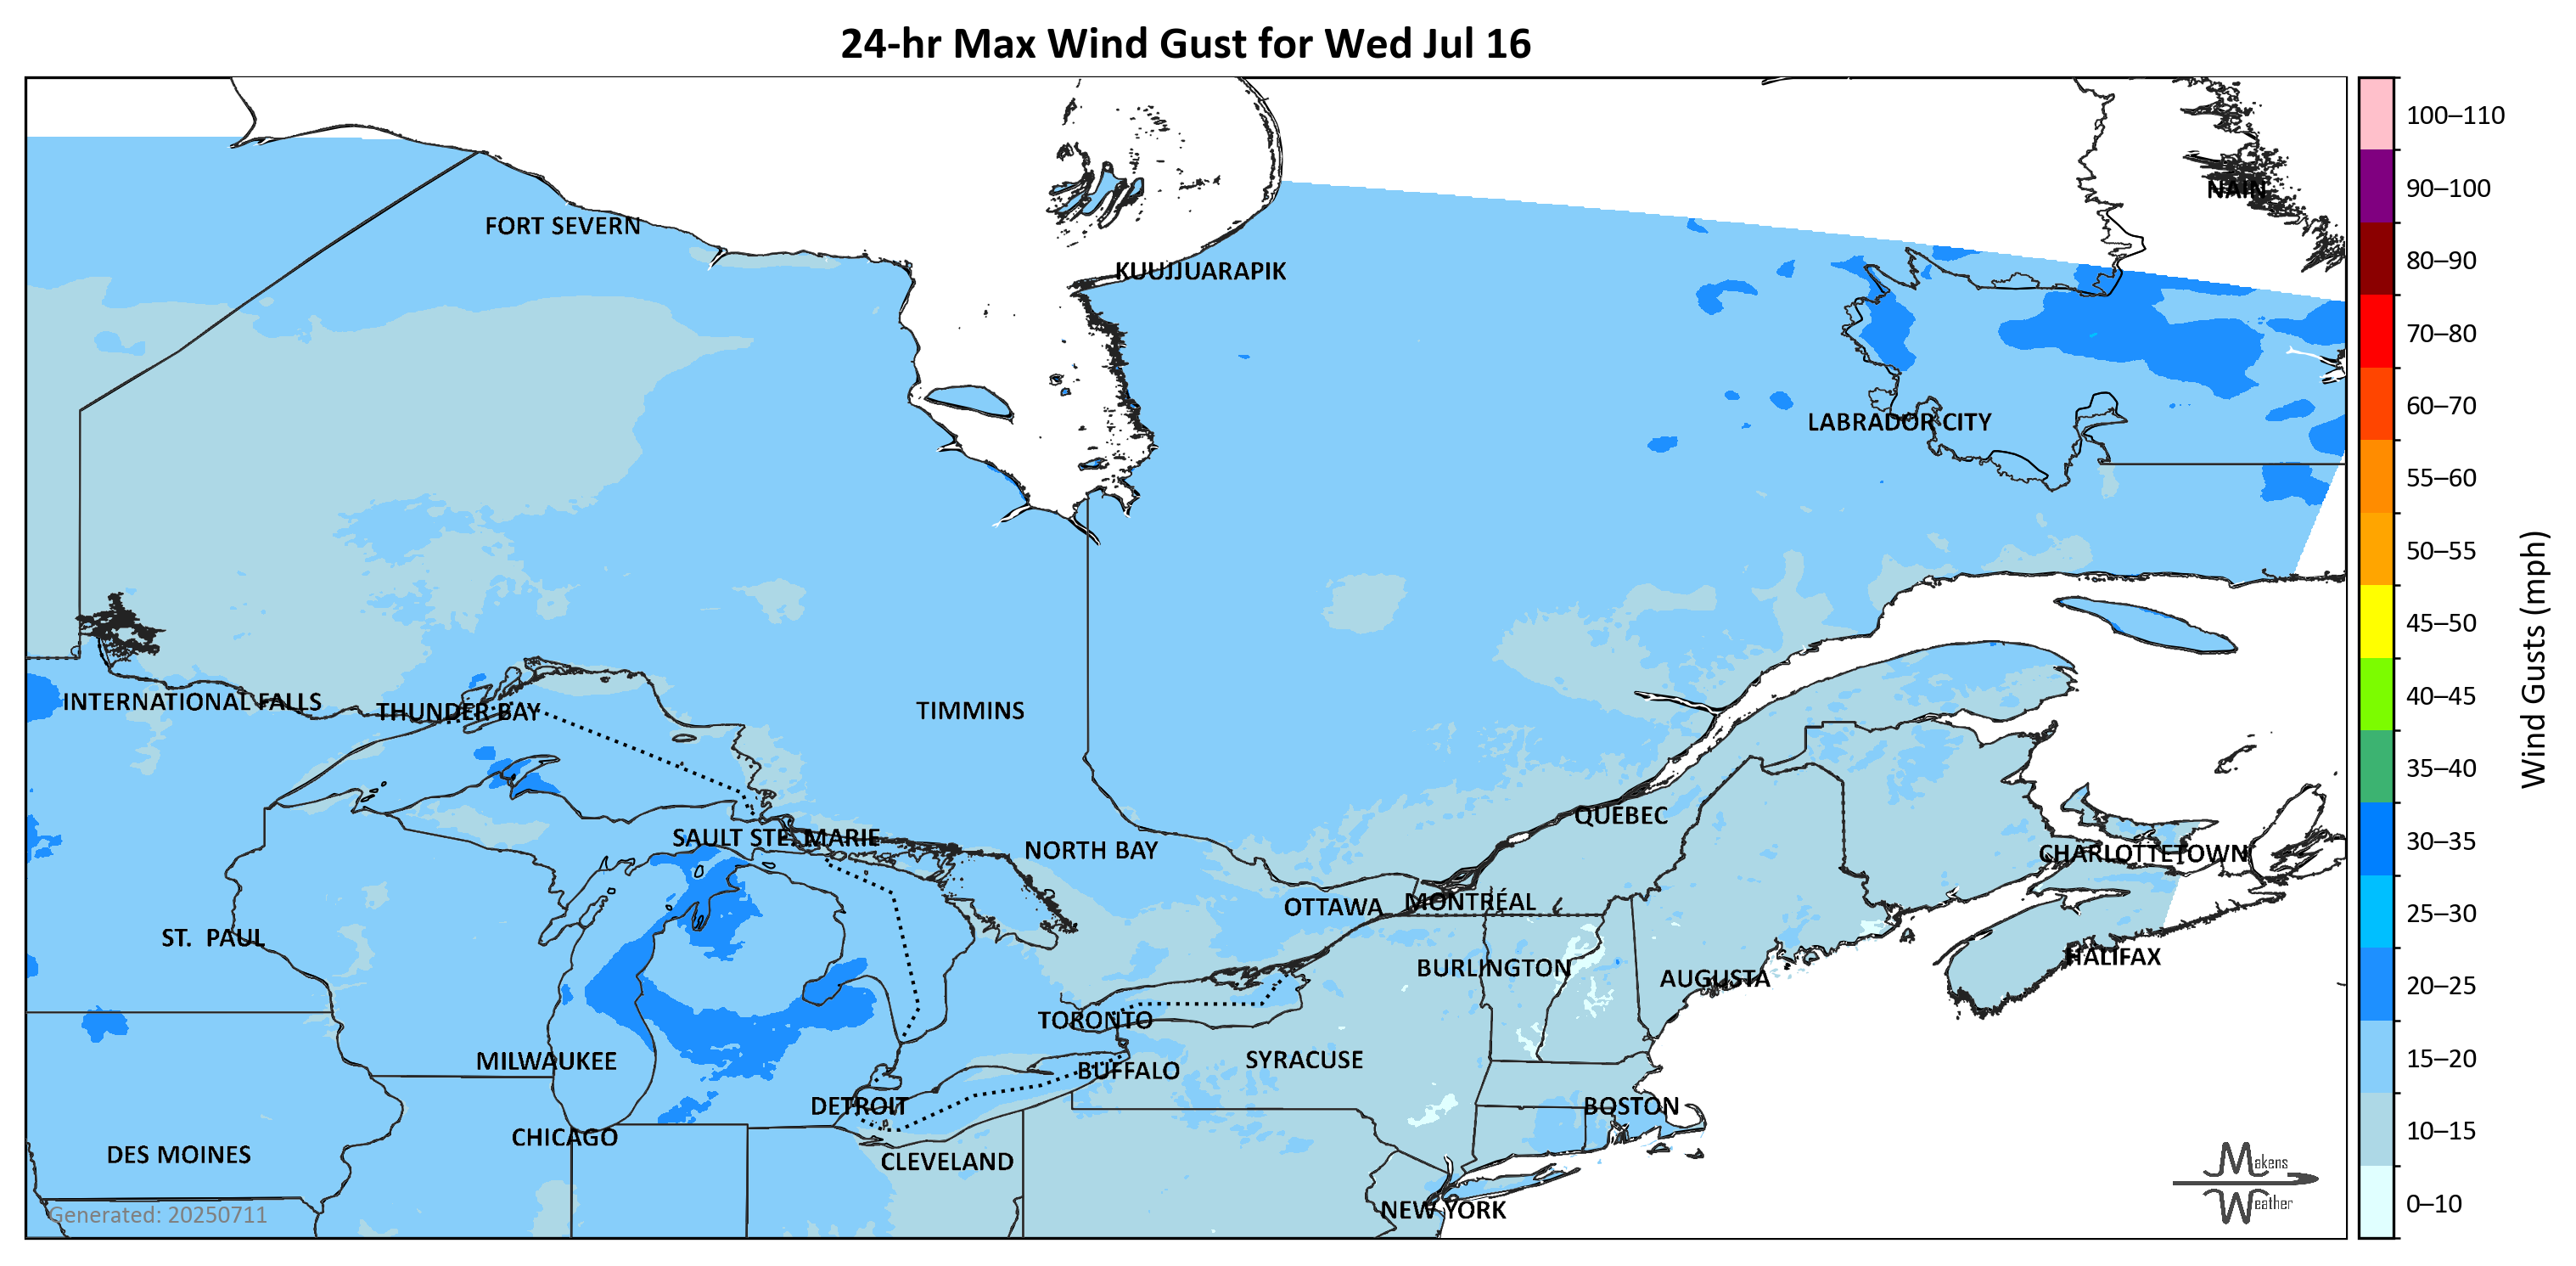 24-hr Max Wind Gust for Wed Jul 16
100–110
90–100
NAIN
FORT SEVERN
80–90
KUUJJUARAPIK
70–80
60–70
LABRADOR CITY
55–60
50–55
45–50
40–45
INTERNATIONAL FALLS
THUNDER BAY
TIMMINS
35–40
Wind Gusts (mph)
QUÉBEC
30–35
SAULT STE. MARIE
NORTH BAY
CHARLOTTETOWN
OTTAWA
MONTRÉAL
25–30
ST. PAUL
HALIFAX
BURLINGTON
AUGUSTA
20–25
TORONTO
MILWAUKEE
SYRACUSE
15–20
BUFFALO
DETROIT
BOSTON
CHICAGO
10–15
DES MOINES
CLEVELAND
Makens
Weather
NEW YORK
0–10
Generated: 20250711